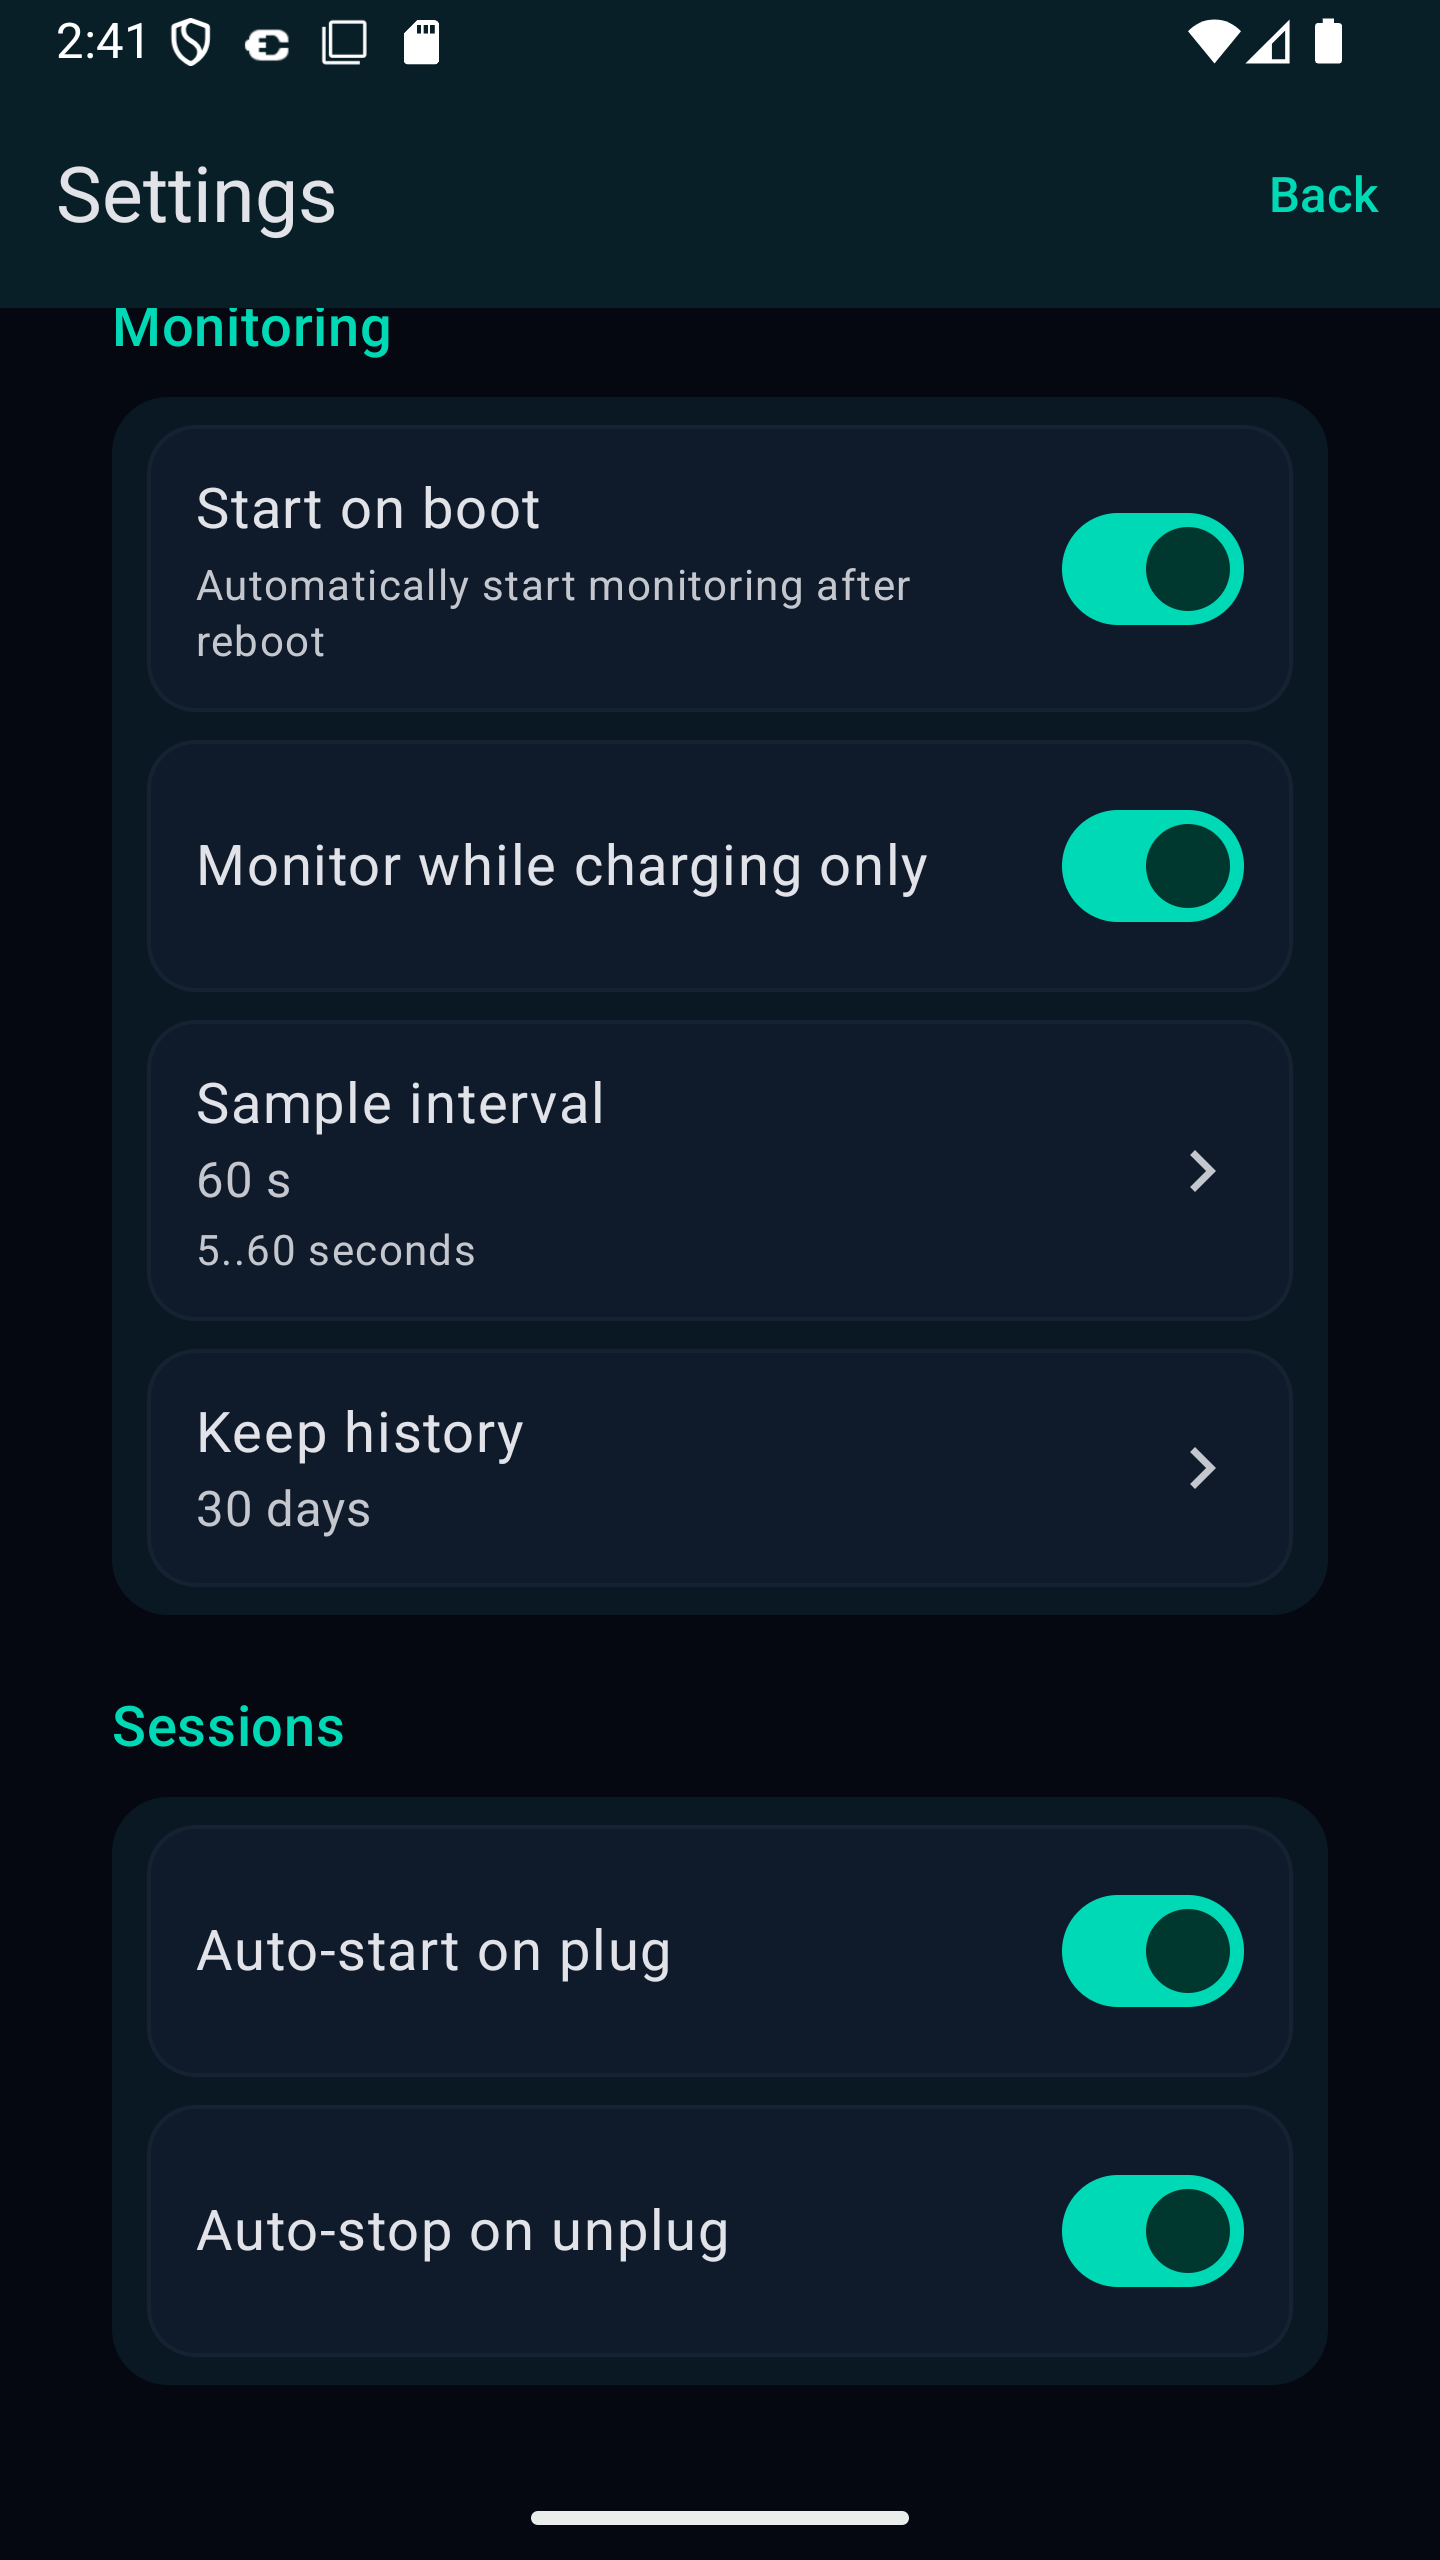 2:41
Settings
Back
Monitoring
Start on boot
Automatically start monitoring after
reboot
Monitor while charging only
Sample interval
60 s
5..60 seconds
Keep history
30 days
Sessions
Auto-start on plug
Auto-stop on unplug